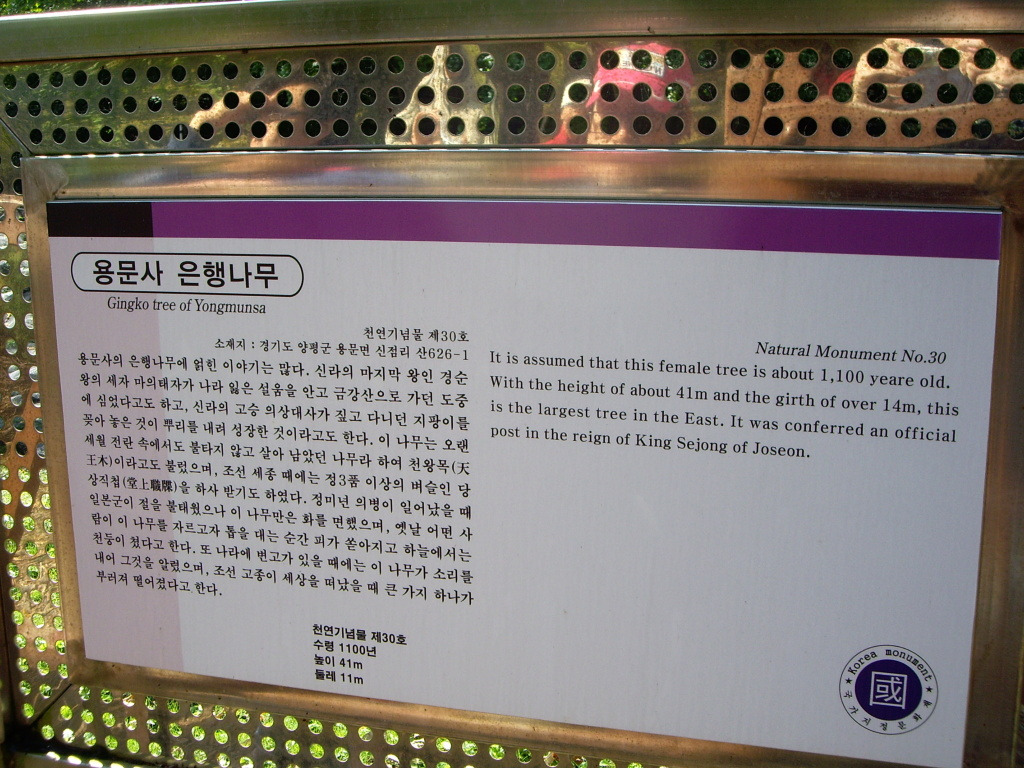 용문사 은행나무
Gingko tree of Yongmunsa
천연기념물 제30호
소재지 : 경기도 양평군 용문면 신점리 산626-1
용문사의 은행나무에 얽힌 이야기는 많다. 신라의 마지막 왕인 경순
왕의 세자 마의태자가 나라 잃은 설움을 안고 금강산으로 가던 도중
에 심었다고도 하고, 신라의 고승 의상대사가 짚고 다니던 지팡이를
꽂아 놓은 것이 뿌리를 내려 성장한 것이라고도 한다. 이 나무는 오랜
세월 전란 속에서도 불타지 않고 살아 남았던 나무라 하여 천왕목(天
王木)이라고도 불렸으며, 조선 세종 때에는 정3품 이상의 벼슬인 당
상직첩(堂上職牒)을 하사 받기도 하였다. 정미년 의병이 일어났을 때
일본군이 절을 불태웠으나 이 나무만은 화를 면했으며, 옛날 어떤 사
람이 이 나무를 자르고자 톱을 대는 순간 피가 쏟아지고 하늘에서는
천둥이 쳤다고 한다. 또 나라에 변고가 있을 때에는 이 나무가 소리를
내어 그것을 알렸으며, 조선 고종이 세상을 떠났을 때 큰 가지 하나가
부러져 떨어졌다고 한다.
천연기념물 제30호
수령 1100년
높이 41m
둘레 11m
Natural Monument No.30
It is assumed that this female tree is about 1,100 yeare old.
With the height of about 41m and the girth of over 14m, this
is the largest tree in the East. It was conferred an official
post in the reign of King Sejong of Joseon.
★ Korea monument ★
國
국가지정문화재